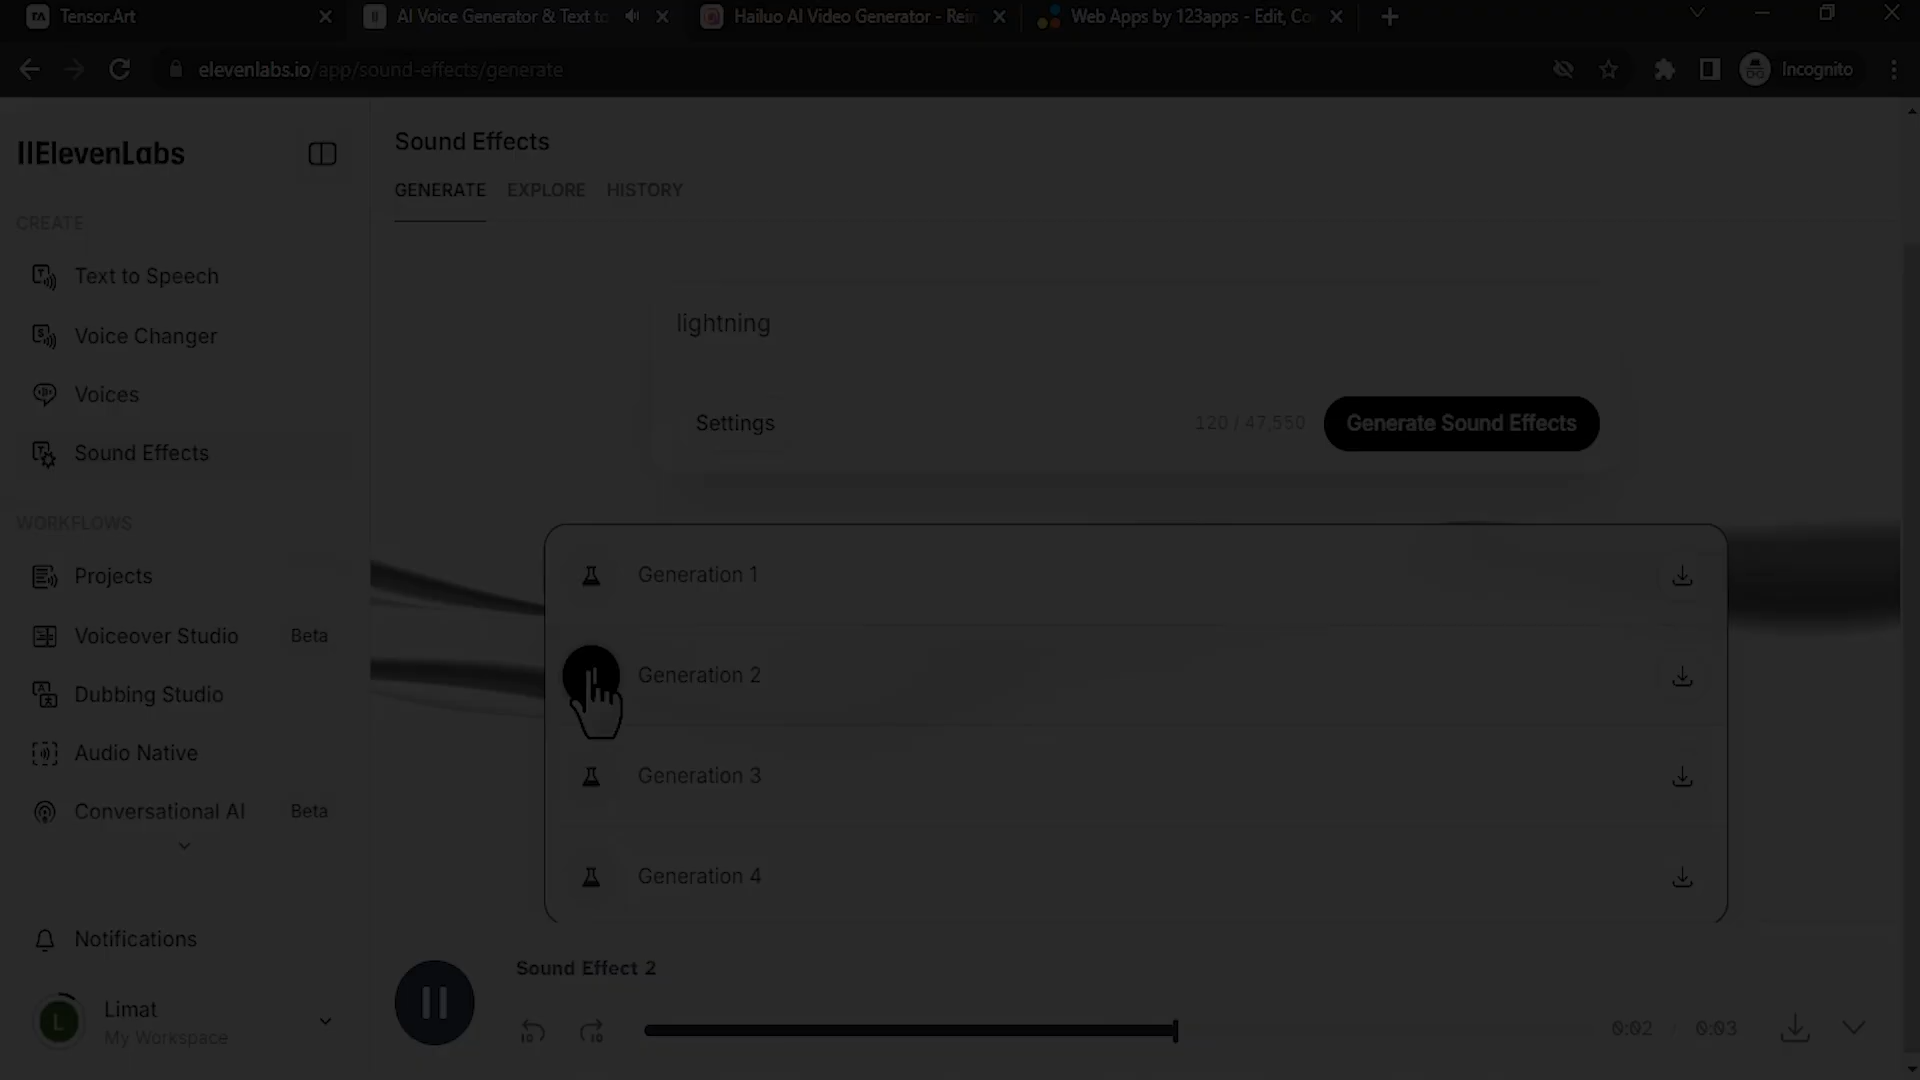 Tensor.Art
AI Voice Generator & Text to
Hailuo AI Video Generator - Rei
Web Apps by 123apps - Edit, Co
elevenlabs.io/app/sound-effects/generate
Incognito
IIElevenLabs
Sound Effects
GENERATE EXPLORE HISTORY
CREATE
Text to Speech
Voice Changer
Voices
Sound Effects
lightning
Settings
120 / 47,550
Generate Sound Effects
WORKFLOWS
Projects
Voiceover Studio Beta
Dubbing Studio
Audio Native
Conversational AI Beta
Generation 1
Generation 2
Generation 3
Generation 4
Notifications
L
Limat
My Workspace
Sound Effect 2
10
10
0:02 / 0:03